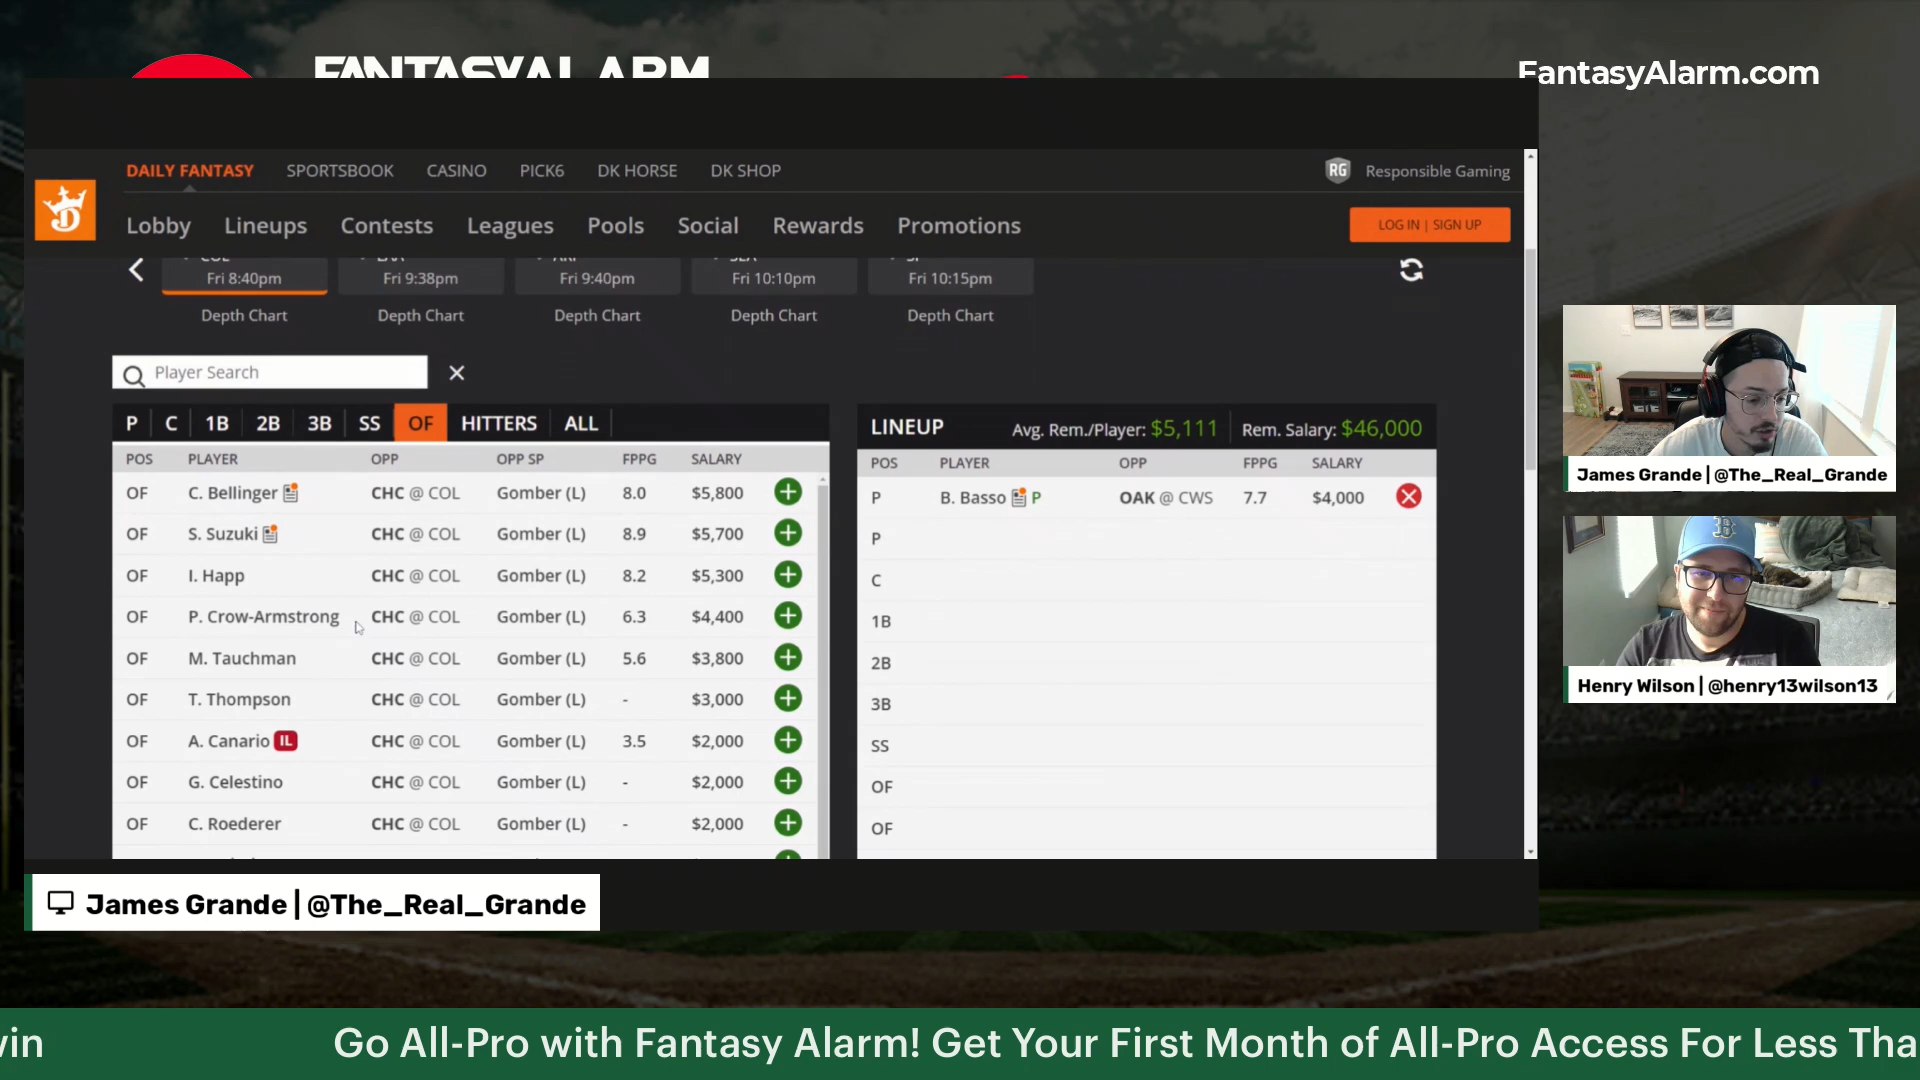 FANTASYALARM
FantasyAlarm.com
DAILY FANTASY SPORTSBOOK CASINO PICK6 DK HORSE DK SHOP
RG Responsible Gaming
D
Lobby Lineups Contests Leagues Pools Social Rewards Promotions
LOG IN | SIGN UP
Fri 8:40pm Fri 9:38pm Fri 9:40pm Fri 10:10pm Fri 10:15pm
Depth Chart Depth Chart Depth Chart Depth Chart Depth Chart
Player Search
P C 1B 2B 3B SS OF HITTERS ALL
POS PLAYER OPP OPP SP FPPG SALARY
OF C. Bellinger CHC @ COL Gomber (L) 8.0 $5,800
OF S. Suzuki CHC @ COL Gomber (L) 8.9 $5,700
OF I. Happ CHC @ COL Gomber (L) 8.2 $5,300
OF P. Crow-Armstrong CHC @ COL Gomber (L) 6.3 $4,400
OF M. Tauchman CHC @ COL Gomber (L) 5.6 $3,800
OF T. Thompson CHC @ COL Gomber (L) - $3,000
OF A. Canario IL CHC @ COL Gomber (L) 3.5 $2,000
OF G. Celestino CHC @ COL Gomber (L) - $2,000
OF C. Roederer CHC @ COL Gomber (L) - $2,000
LINEUP Avg. Rem./Player: $5,111 Rem. Salary: $46,000
POS PLAYER OPP FPPG SALARY
P B. Basso P OAK @ CWS 7.7 $4,000
P
C
1B
2B
3B
SS
OF
OF
James Grande | @The_Real_Grande
Henry Wilson | @henry13wilson13
James Grande | @The_Real_Grande
vin Go All-Pro with Fantasy Alarm! Get Your First Month of All-Pro Access For Less Tha